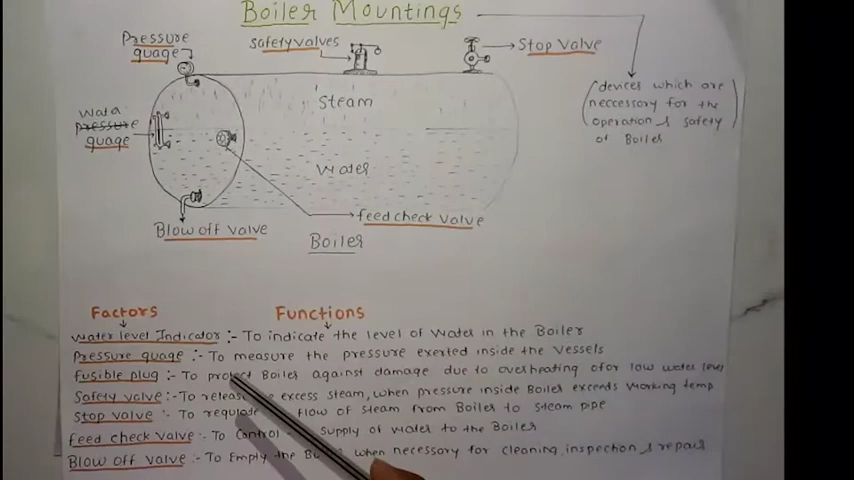 Boiler Mountings
Pressure
guage
safety valves
Stop valve
(devices which are
neccessary for the
operation & safety
of Boiler)
Steam
Wata
Pressure
guage
Water
feed check valve
Blow off valve
Boiler
Factors
Functions
Water level Indicator :- To indicate the level of Water in the Boiler
Pressure guage :- To measure the pressure exerted inside the vessels
fusible plug :- To protect Boiler against damage due to overheating ofor low water level
Safety valve :- To release excess steam, when pressure inside Boiler exceeds working temp
Stop valve :- To regulate flow of steam from Boiler to steam pipe
feed check valve :- To Control supply of water to the Boiler
Blow off valve :- To Empty the when necessary for cleaning, inspection & repair